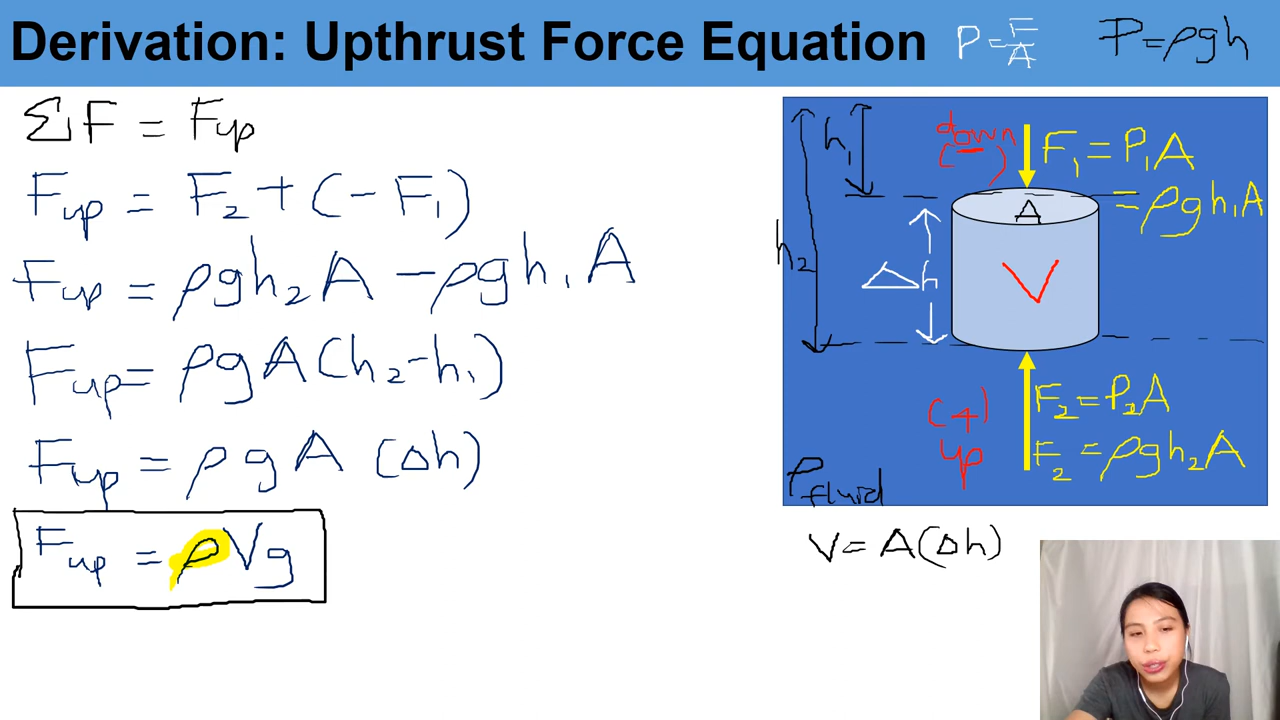 Derivation: Upthrust Force Equation
P = F/A
P = ρgh
ΣF = Fup
Fup = F₂ + (- F₁)
Fup = ρgh₂A - ρgh₁A
Fup = ρgA(h₂-h₁)
Fup = ρgA (Δh)
Fup = ρVg
h₁
h₂
down
(-)
F₁ = P₁A
= ρgh₁A
A
Δh
V
(+)
up
F₂ = P₂A
F₂ = ρgh₂A
ρfluid
V = A(Δh)